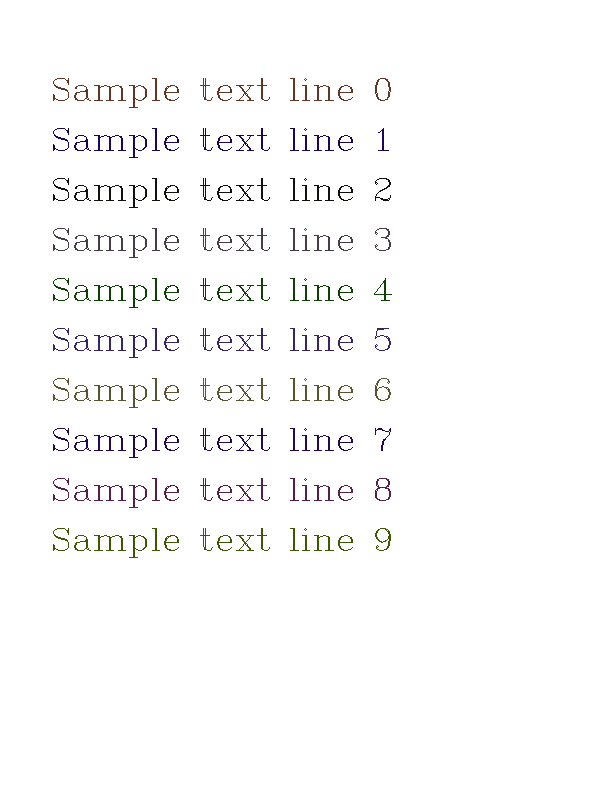 Sample text line 0
Sample text line 1
Sample text line 2
Sample text line 3
Sample text line 4
Sample text line 5
Sample text line 6
Sample text line 7
Sample text line 8
Sample text line 9